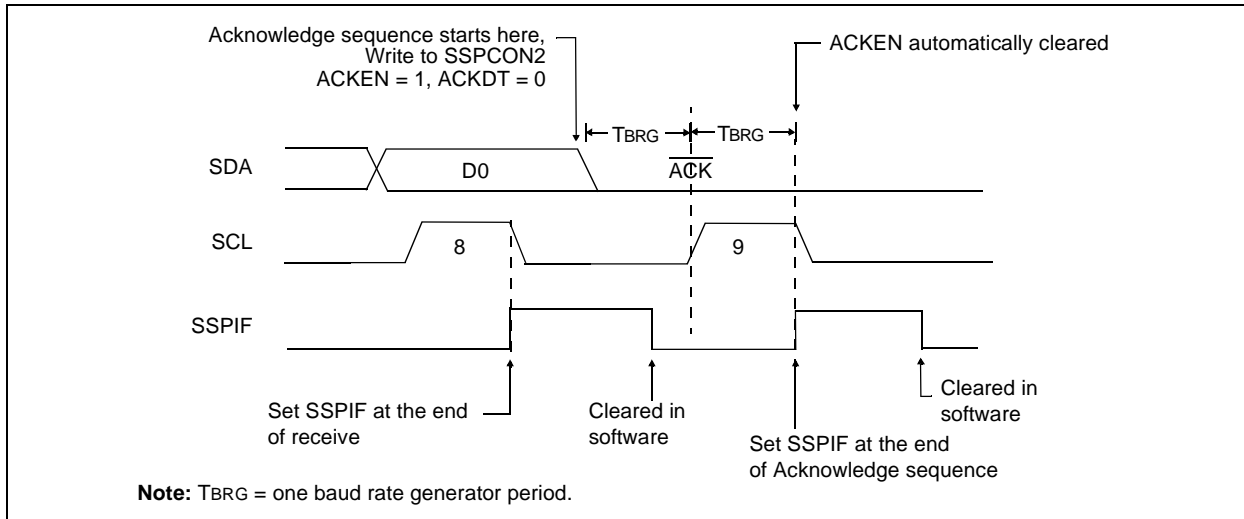 Acknowledge sequence starts here,
Write to SSPCON2
ACKEN = 1, ACKDT = 0
ACKEN automatically cleared
TBRG
TBRG
SDA
D0
ACK
SCL
8
9
SSPIF
Set SSPIF at the end
of receive
Cleared in
software
Set SSPIF at the end
of Acknowledge sequence
Cleared in
software
Note: TBRG = one baud rate generator period.